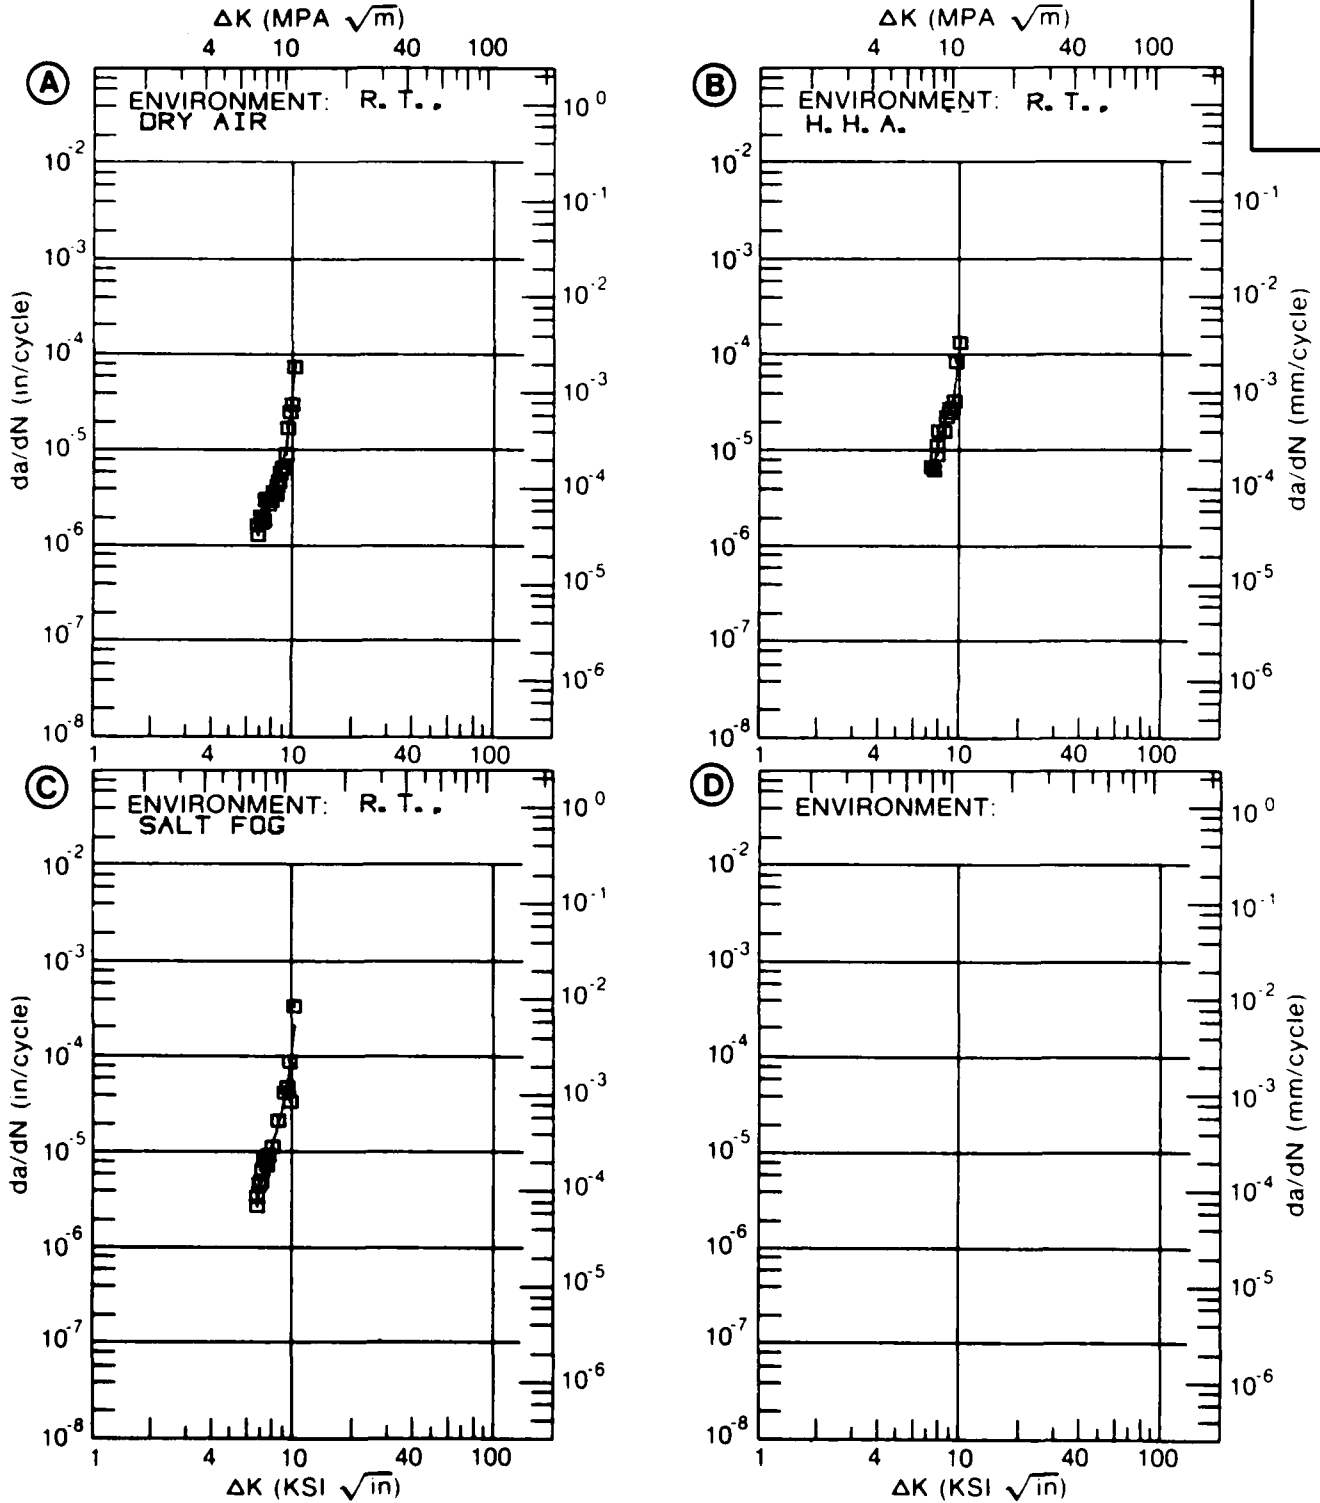 ΔK (MPA √m) ΔK (MPA √m)
4 10 40 100 4 10 40 100
A
ENVIRONMENT: R. T. ,
DRY AIR
10⁰
10⁻²
10⁻¹
10⁻³
10⁻²
10⁻⁴
10⁻³
10⁻⁵
10⁻⁴
10⁻⁶
10⁻⁵
10⁻⁷
10⁻⁶
10⁻⁸
da/dN (in/cycle)
1 4 10 40 100
B
ENVIRONMENT: R. T. ,
H. H. A.
10⁻²
10⁻¹
10⁻³
10⁻²
10⁻⁴
10⁻³
10⁻⁵
10⁻⁴
10⁻⁶
10⁻⁵
10⁻⁷
10⁻⁶
10⁻⁸
da/dN (mm/cycle)
1 4 10 40 100
C
ENVIRONMENT: R. T. ,
SALT FOG
10⁰
10⁻²
10⁻¹
10⁻³
10⁻²
10⁻⁴
10⁻³
10⁻⁵
10⁻⁴
10⁻⁶
10⁻⁵
10⁻⁷
10⁻⁶
10⁻⁸
da/dN (in/cycle)
1 4 10 40 100
ΔK (KSI √in)
D
ENVIRONMENT:
10⁰
10⁻²
10⁻¹
10⁻³
10⁻²
10⁻⁴
10⁻³
10⁻⁵
10⁻⁴
10⁻⁶
10⁻⁵
10⁻⁷
10⁻⁶
10⁻⁸
da/dN (mm/cycle)
1 4 10 40 100
ΔK (KSI √in)